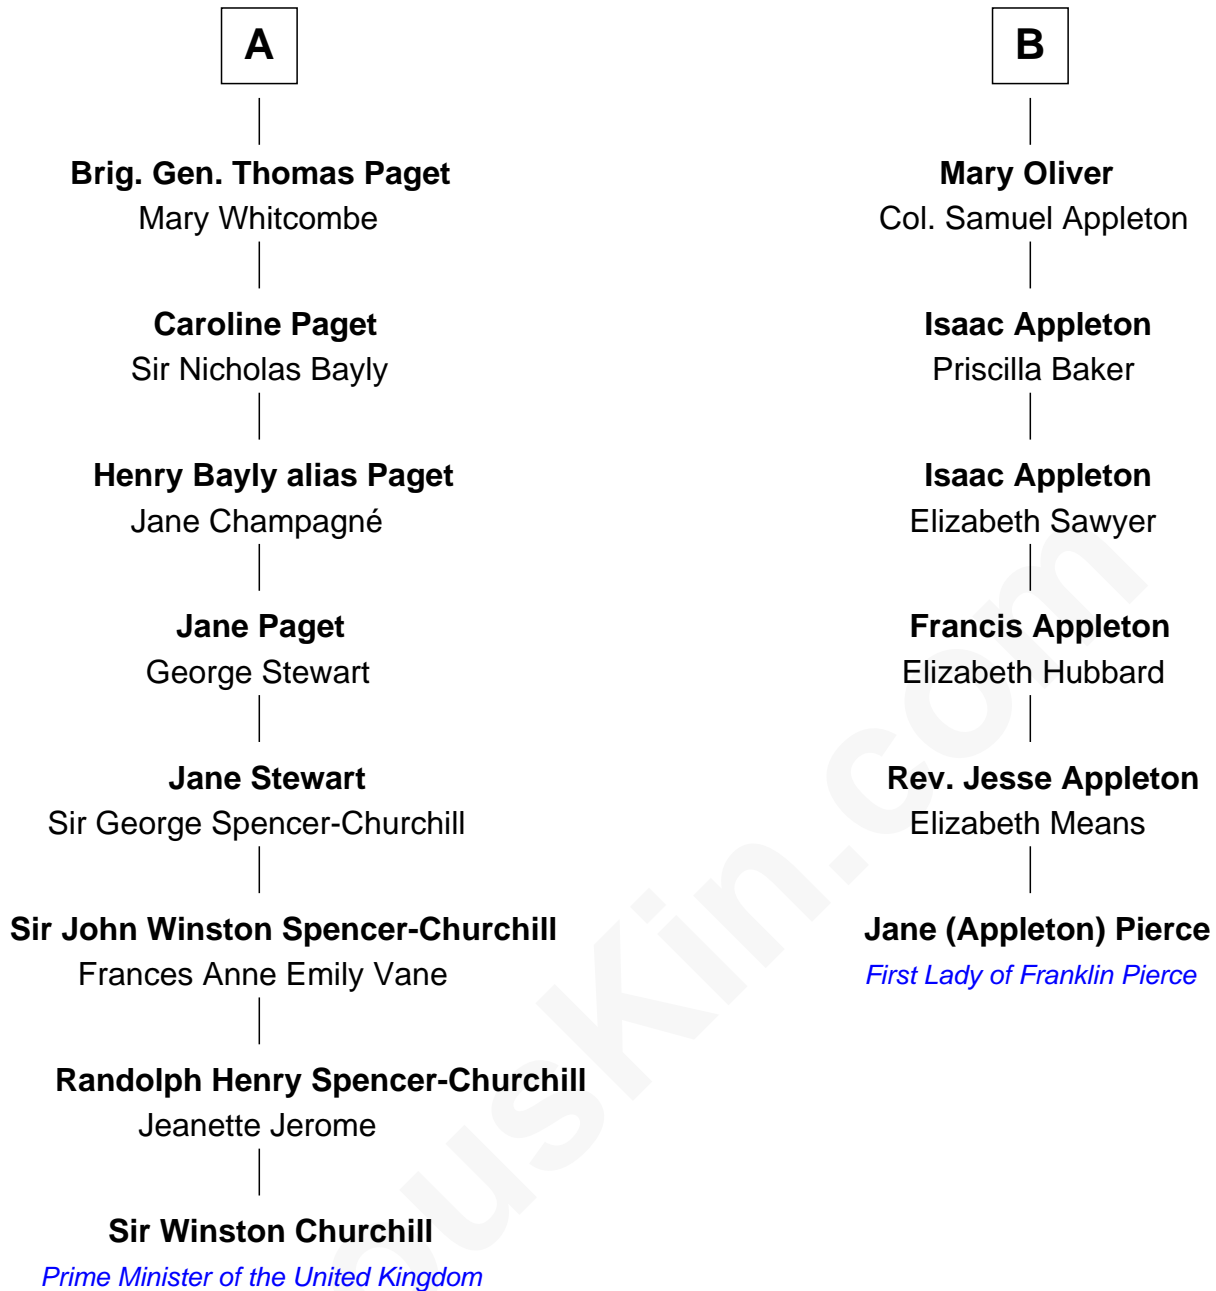 A
Brig. Gen. Thomas Paget
Mary Whitcombe
Caroline Paget
Sir Nicholas Bayly
Henry Bayly alias Paget
Jane Champagné
Jane Paget
George Stewart
Jane Stewart
Sir George Spencer-Churchill
Sir John Winston Spencer-Churchill
Frances Anne Emily Vane
Randolph Henry Spencer-Churchill
Jeanette Jerome
Sir Winston Churchill
Prime Minister of the United Kingdom
B
Mary Oliver
Col. Samuel Appleton
Isaac Appleton
Priscilla Baker
Isaac Appleton
Elizabeth Sawyer
Francis Appleton
Elizabeth Hubbard
Rev. Jesse Appleton
Elizabeth Means
Jane (Appleton) Pierce
First Lady of Franklin Pierce
ousKin.com